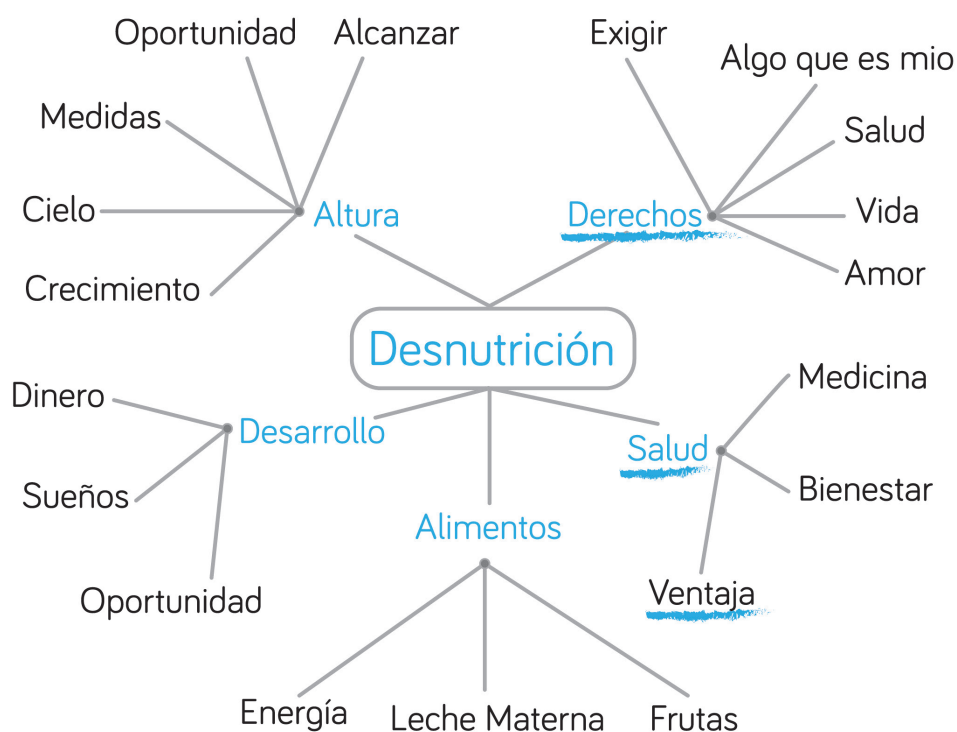 Oportunidad
Alcanzar
Exigir
Algo que es mio
Medidas
Salud
Cielo
Altura
Derechos
Vida
Crecimiento
Amor
Desnutrición
Dinero
Medicina
Desarrollo
Salud
Sueños
Bienestar
Alimentos
Oportunidad
Ventaja
Energía
Leche Materna
Frutas